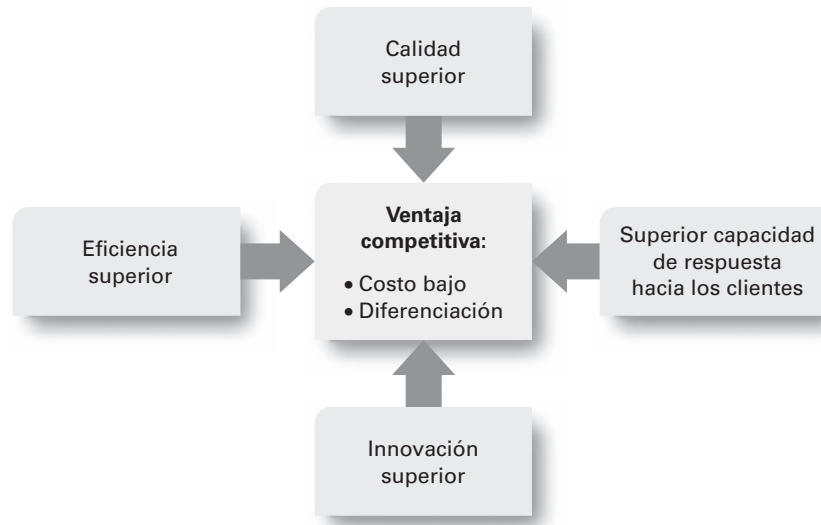 Calidad
superior
Eficiencia
superior
Ventaja
competitiva:
• Costo bajo
• Diferenciación
Superior capacidad
de respuesta
hacia los clientes
Innovación
superior